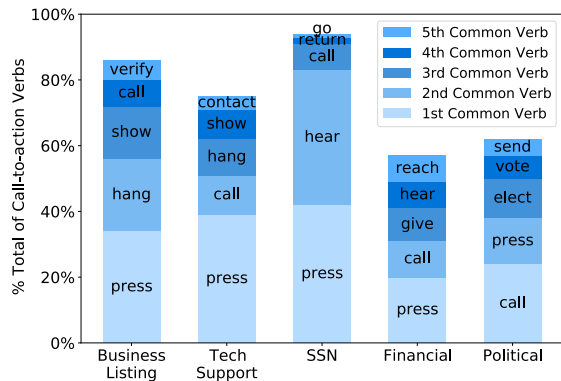 % Total of Call-to-action Verbs
80%
60%
40%
20%
0%
5th Common Verb
4th Common Verb
3rd Common Verb
2nd Common Verb
1st Common Verb
verify
call
show
hang
press
contact
show
hang
call
press
go
return
call
hear
press
reach
hear
give
call
press
send
vote
elect
press
call
Business
Listing
Tech
Support
SSN
Financial
Political